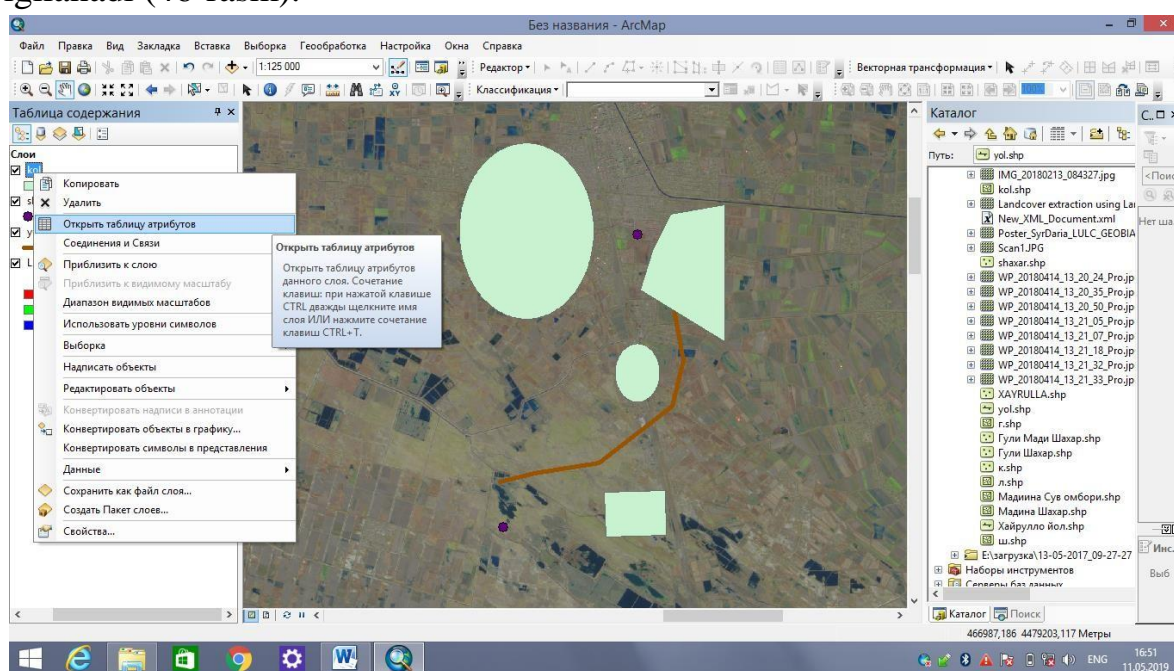 Без названия - ArcMap
Файл Правка Вид Закладка Вставка Выборка Геообработка Настройка Окна Справка
1:125 000
Редактор
Векторная трансформация
Классификация
100%
Таблица содержания
Слои
kol
Копировать
Удалить
Открыть таблицу атрибутов
Соединения и Связи
Приблизить к слою
Приблизить к видимому масштабу
Диапазон видимых масштабов
Использовать уровни символов
Выборка
Надписать объекты
Редактировать объекты
Конвертировать надписи в аннотации
Конвертировать объекты в графику...
Конвертировать символы в представления
Данные
Сохранить как файл слоя...
Создать Пакет слоев...
Свойства...
Открыть таблицу атрибутов
Открыть таблицу атрибутов
данного слоя. Сочетание
клавиш: при нажатой клавише
CTRL дважды щелкните имя
слоя ИЛИ нажмите сочетание
клавиш CTRL+T.
Каталог
Путь: yol.shp
IMG_20180213_084327.jpg
kol.shp
Landcover extraction using Lar
New_XML_Document.xml
Poster_SyrDaria_LULC_GEOBIA
Scan1.JPG
shaxar.shp
WP_20180414_13_20_24_Pro.jp
WP_20180414_13_20_35_Pro.jp
WP_20180414_13_20_50_Pro.jp
WP_20180414_13_21_05_Pro.jp
WP_20180414_13_21_07_Pro.jp
WP_20180414_13_21_18_Pro.jp
WP_20180414_13_21_32_Pro.jp
WP_20180414_13_21_33_Pro.jp
XAYRULLA.shp
yol.shp
г.shp
Гули Мади Шахар.shp
Гули Шахар.shp
к.shp
л.shp
Мадиина Сув омбори.shp
Мадина Шахар.shp
Хайрулло йол.shp
ш.shp
E:\загрузка\13-05-2017_09-27-27
Наборы инструментов
Серверы баз данных
Каталог Поиск
С..
<Поис
Нет ша
Инс.
Выб
466987,186 4479203,117 Метры
ENG
16:51
11.05.2019